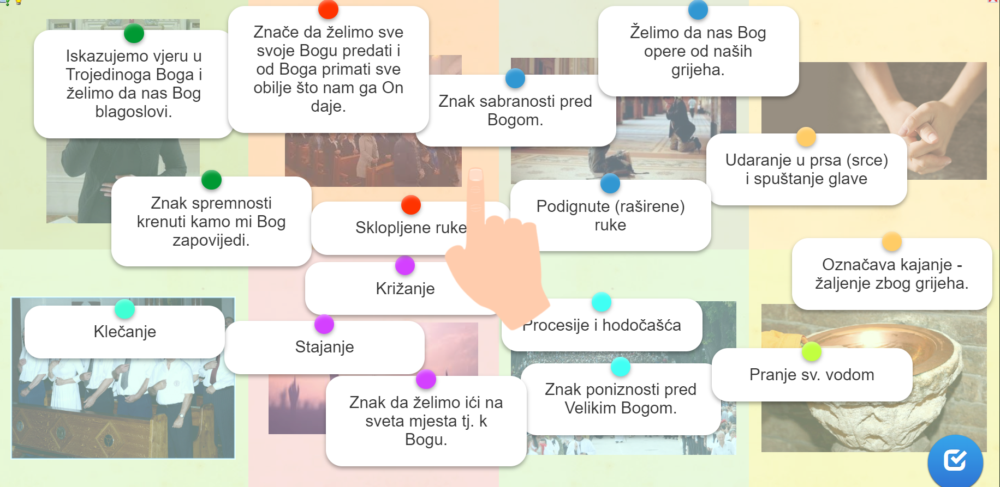 Iskazujemo vjeru u
Trojedinoga Boga i
želimo da nas Bog
blagoslovi.
Znače da želimo sve
svoje Bogu predati i
od Boga primati sve
obilje što nam ga On
daje.
Znak sabranosti pred
Bogom.
Želimo da nas Bog
opere od naših
grijeha.
Udaranje u prsa (srce)
i spuštanje glave
Znak spremnosti
krenuti kamo mi Bog
zapovijedi.
Sklopljene ruke
Podignute (raširene)
ruke
Križanje
Označava kajanje -
žaljenje zbog grijeha.
Klečanje
Stajanje
Procesije i hodočašća
Znak da želimo ići na
sveta mjesta tj. k
Bogu.
Znak poniznosti pred
Velikim Bogom.
Pranje sv. vodom